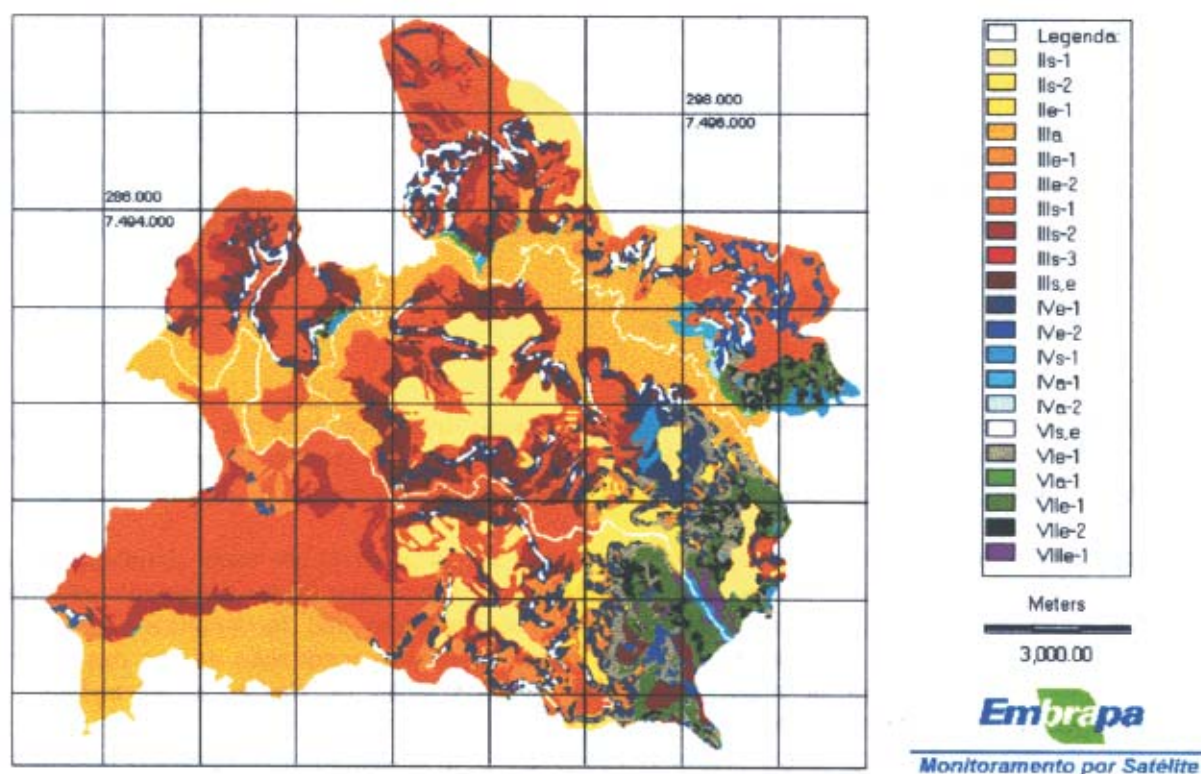 298.000
7.496.000
286.000
7.494.000
Legenda:
IIs-1
IIs-2
IIe-1
IIIa
IIIe-1
IIIe-2
IIIs-1
IIIs-2
IIIs-3
IIIs,e
IVe-1
IVe-2
IVs-1
IVa-1
IVa-2
VIs,e
VIe-1
VIa-1
VIIe-1
VIIe-2
VIIIe-1
Meters
3,000.00
Embrapa
Monitoramento por Satélite